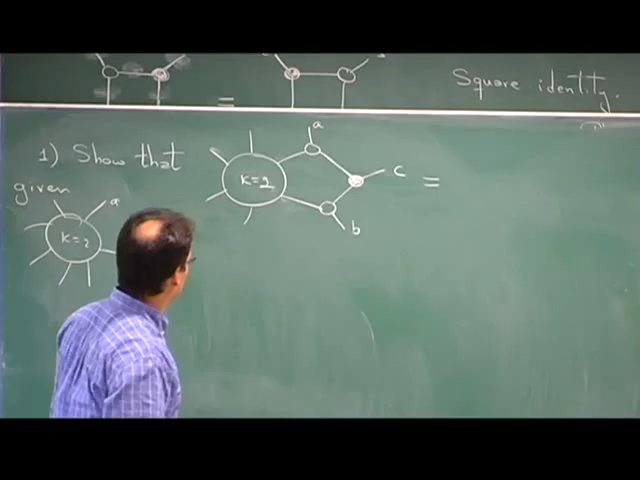 =
Square identity.
1) Show that
K=2
a
c
b
=
given
K=2
a